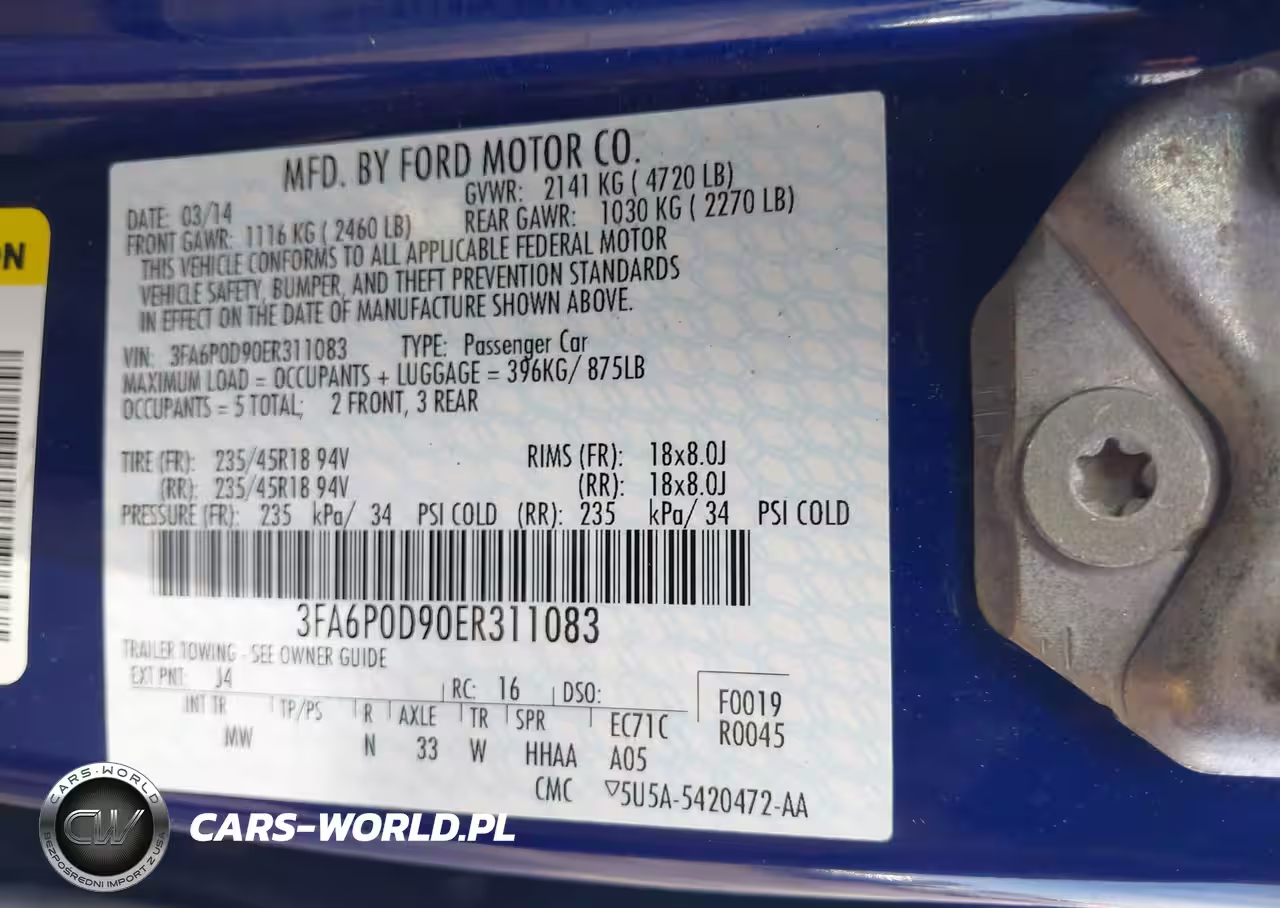 MFD. BY FORD MOTOR CO.
DATE: 03/14 GVWR: 2141 KG ( 4720 LB)
FRONT GAWR: 1116 KG ( 2460 LB) REAR GAWR: 1030 KG ( 2270 LB)
THIS VEHICLE CONFORMS TO ALL APPLICABLE FEDERAL MOTOR
VEHICLE SAFETY, BUMPER, AND THEFT PREVENTION STANDARDS
IN EFFECT ON THE DATE OF MANUFACTURE SHOWN ABOVE.
VIN: 3FA6P0D90ER311083 TYPE: Passenger Car
MAXIMUM LOAD = OCCUPANTS + LUGGAGE = 396KG/ 875LB
OCCUPANTS = 5 TOTAL; 2 FRONT, 3 REAR
TIRE (FR): 235/45R18 94V RIMS (FR): 18x8.0J
(RR): 235/45R18 94V (RR): 18x8.0J
PRESSURE (FR): 235 kPa/ 34 PSI COLD (RR): 235 kPa/ 34 PSI COLD
3FA6P0D90ER311083
TRAILER TOWING - SEE OWNER GUIDE
EXT PNT: J4 RC: 16 DSO: F0019
INT TR TP/PS R AXLE TR SPR EC71C R0045
MW N 33 W HHAA A05
CMC ▽5U5A-5420472-AA
CARS-WORLD
CW
BEZPOŚREDNI IMPORT Z USA
CARS-WORLD.PL